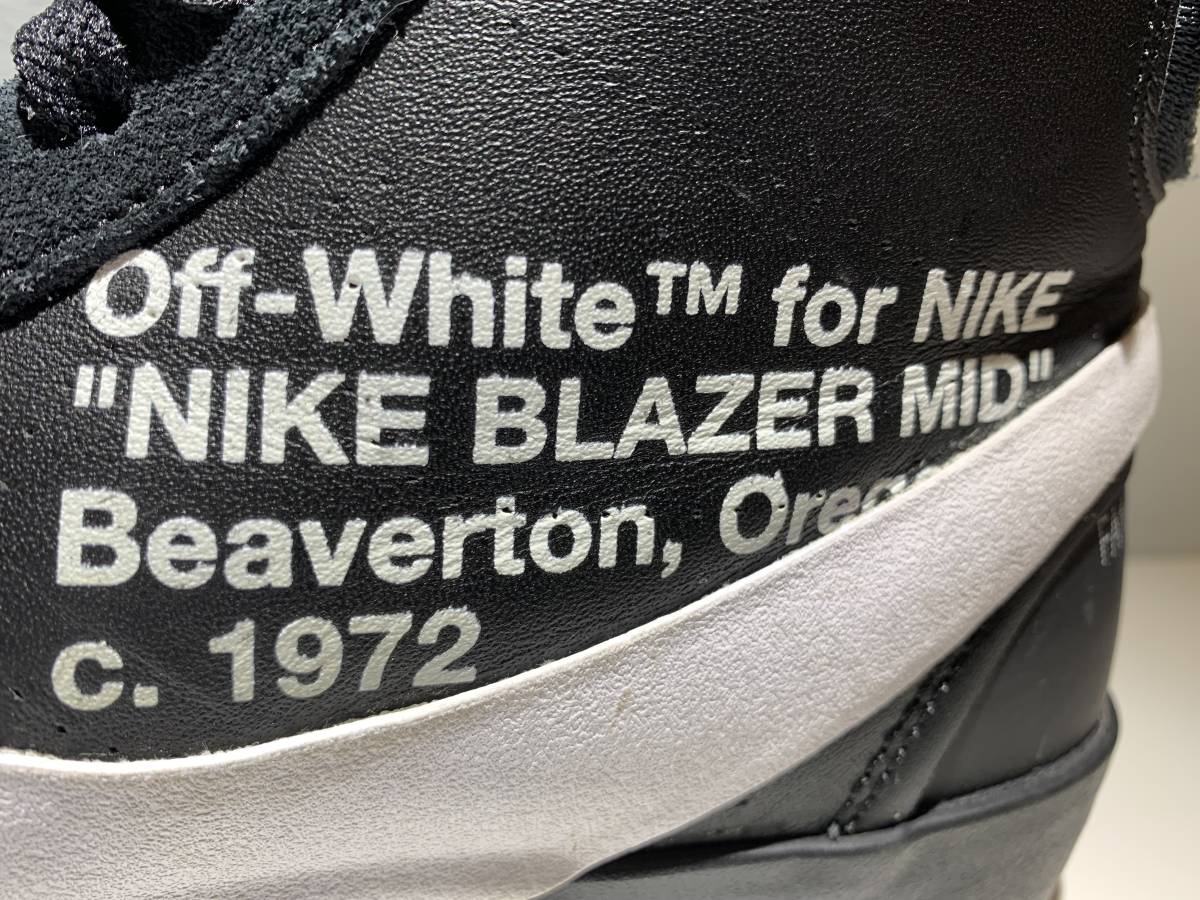 Off-White™ for NIKE
"NIKE BLAZER MID"
Beaverton,
c. 1972